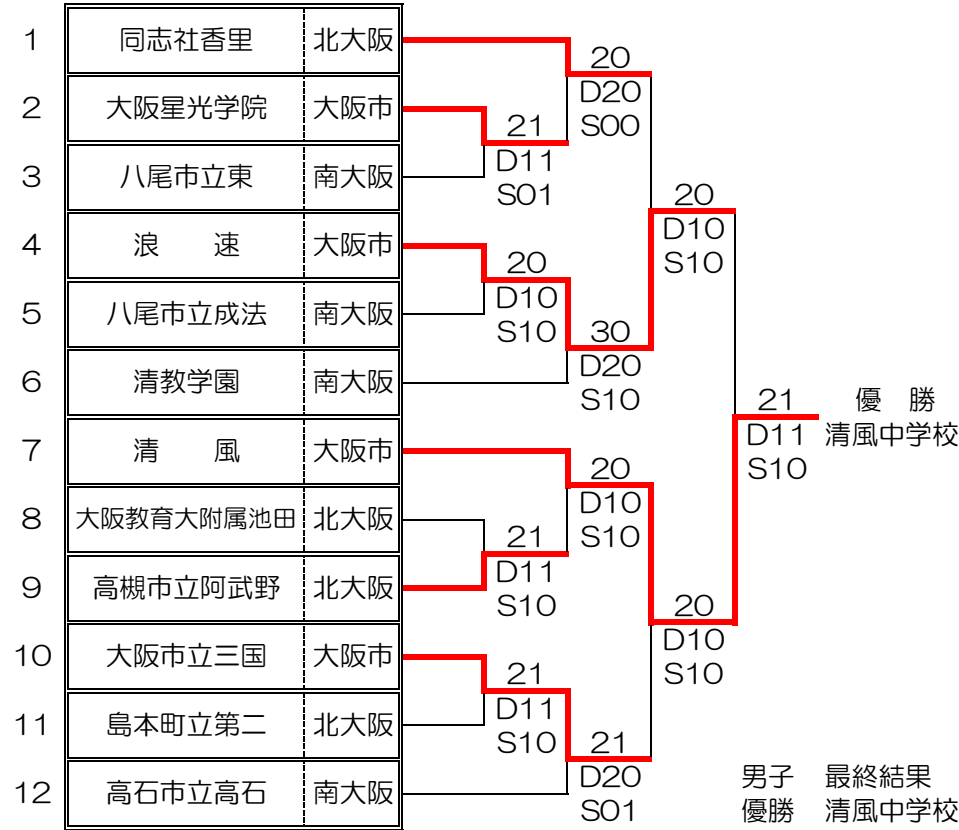 1 同志社香里 北大阪
2 大阪星光学院 大阪市
3 八尾市立東 南大阪
4 浪　速 大阪市
5 八尾市立成法 南大阪
6 清教学園 南大阪
7 清　風 大阪市
8 大阪教育大附属池田 北大阪
9 高槻市立阿武野 北大阪
10 大阪市立三国 大阪市
11 島本町立第二 北大阪
12 高石市立高石 南大阪
21
D11
S01
20
D10
S10
21
D11
S10
21
D11
S10
20
D20
S00
30
D20
S10
20
D10
S10
21
D20
S01
20
D10
S10
20
D10
S10
21
D11
S10
優　勝
清風中学校
男子　最終結果
優勝　清風中学校